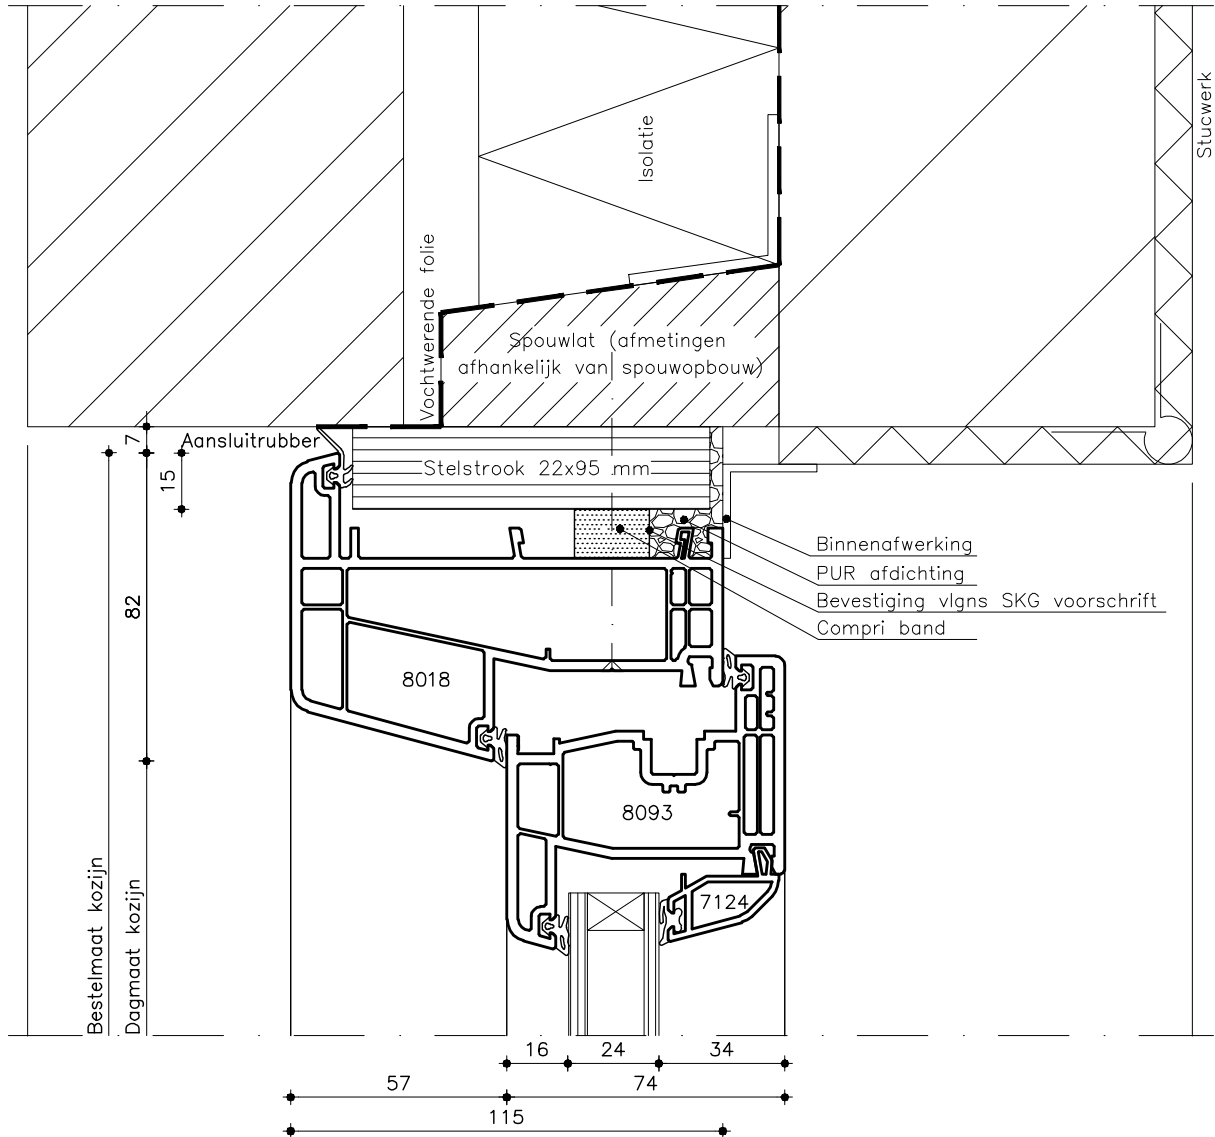 Stucwerk
Isolatie
Vochtwerende folie
Spouwlat (afmetingen
afhankelijk van spouwopbouw)
7
Aansluitrubber
15
Stelstrook 22x95 mm
Binnenafwerking
PUR afdichting
Bevestiging vlgns SKG voorschrift
Compri band
82
8018
8093
7124
Bestelmaat kozijn
Dagmaat kozijn
16
24
34
57
74
115